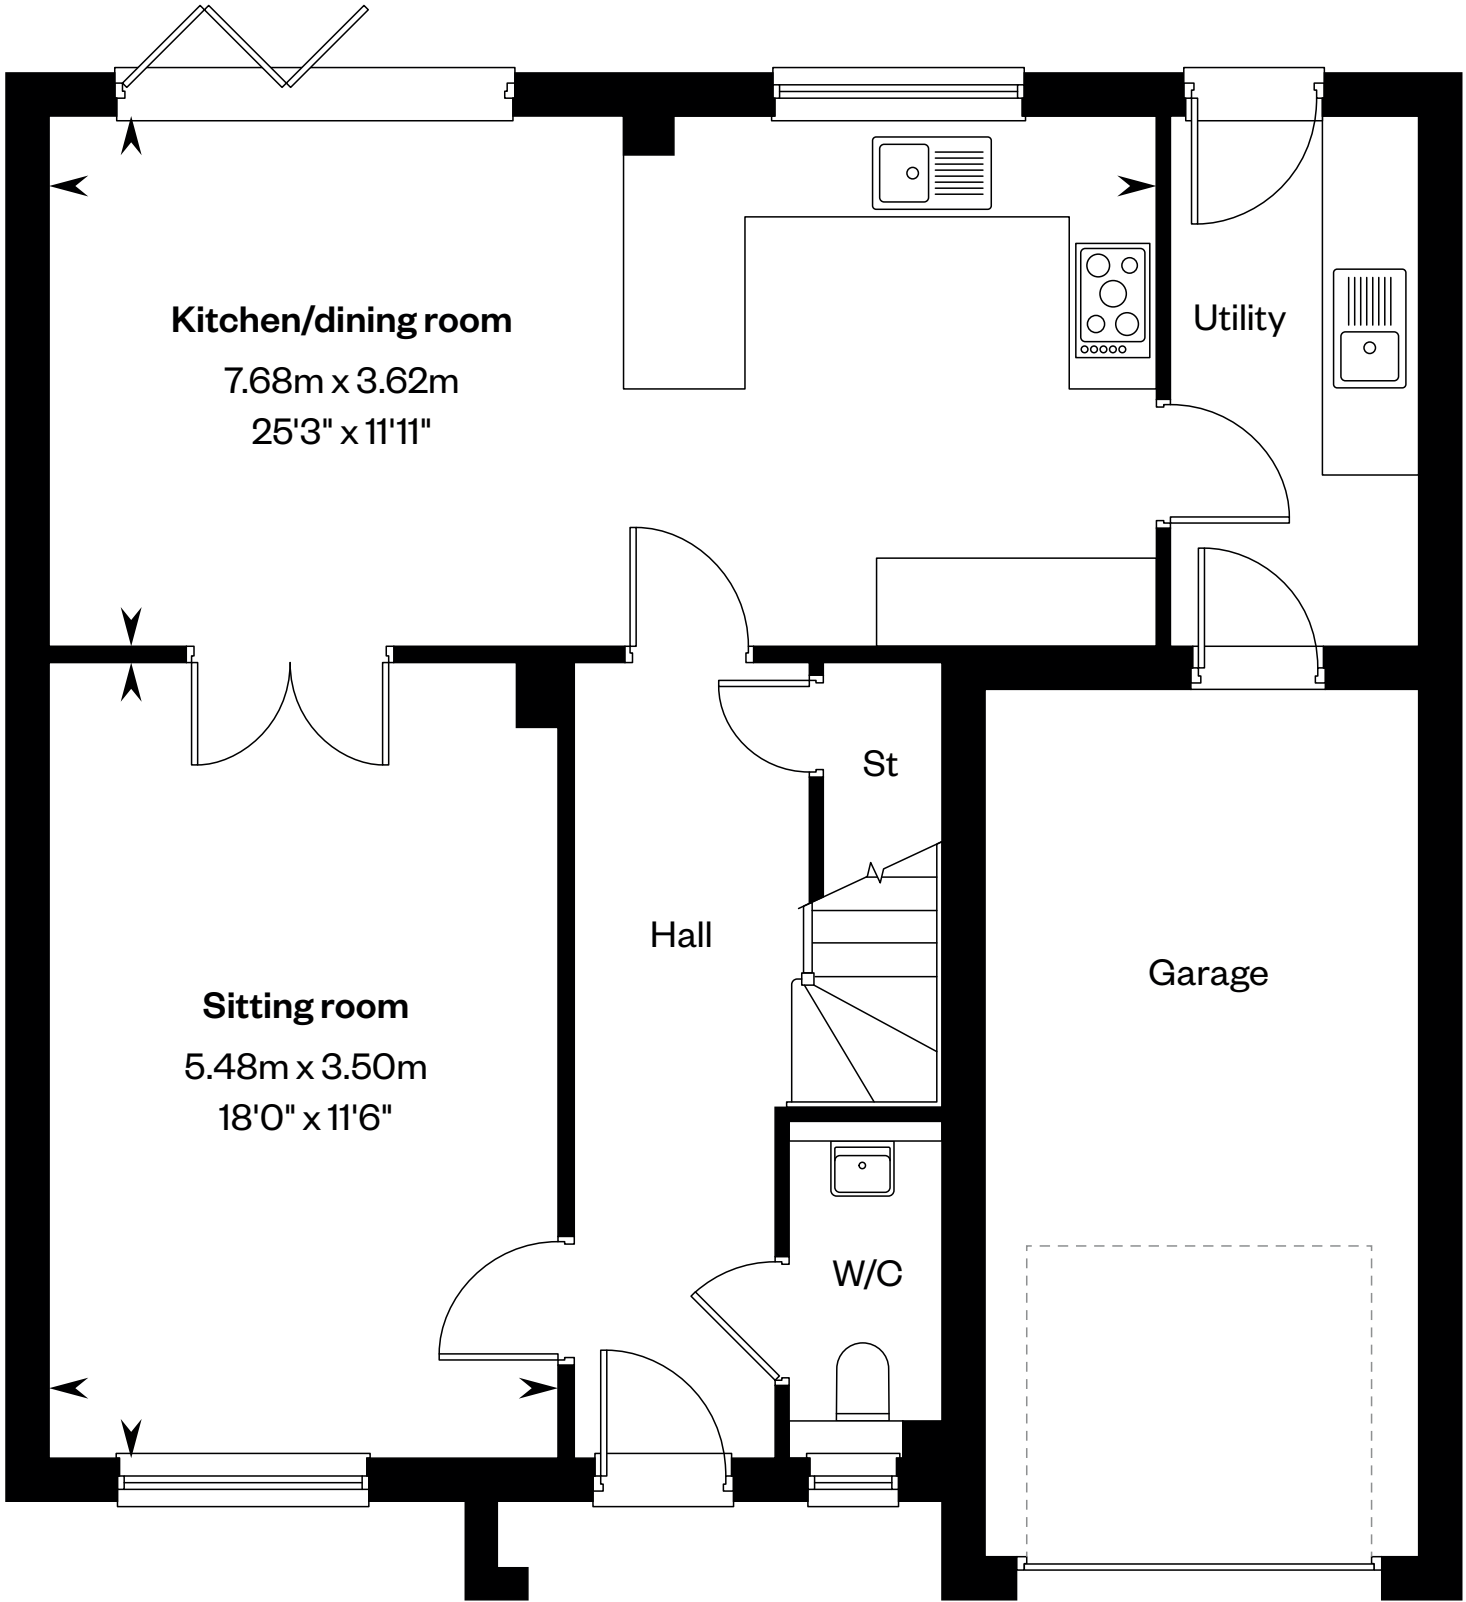 Kitchen/dining room
7.68m x 3.62m
25'3" x 11'11"
Utility
St
Hall
Garage
Sitting room
5.48m x 3.50m
18'0" x 11'6"
W/C